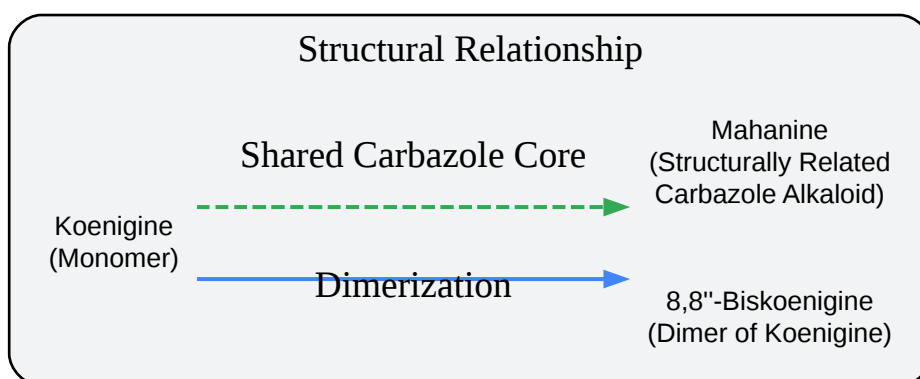 Structural Relationship
Shared Carbazole Core
Mahanine
(Structurally Related
Carbazole Alkaloid)
Koenigine
(Monomer)
Dimerization
8,8''-Biskoenigine
(Dimer of Koenigine)